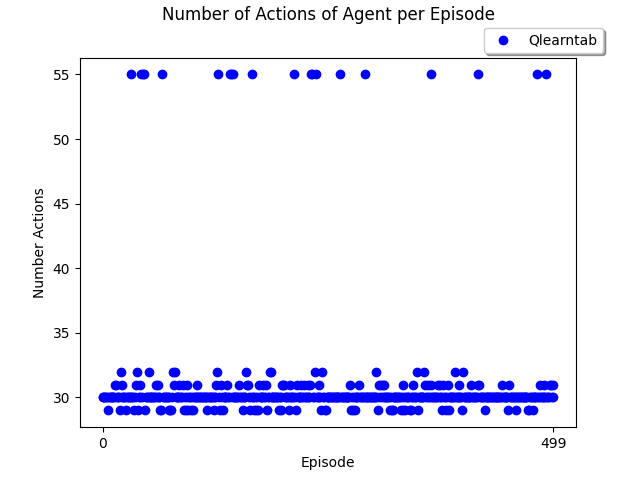 Number of Actions of Agent per Episode
Qlearntab
55
50
45
40
35
30
Number Actions
0 499
Episode